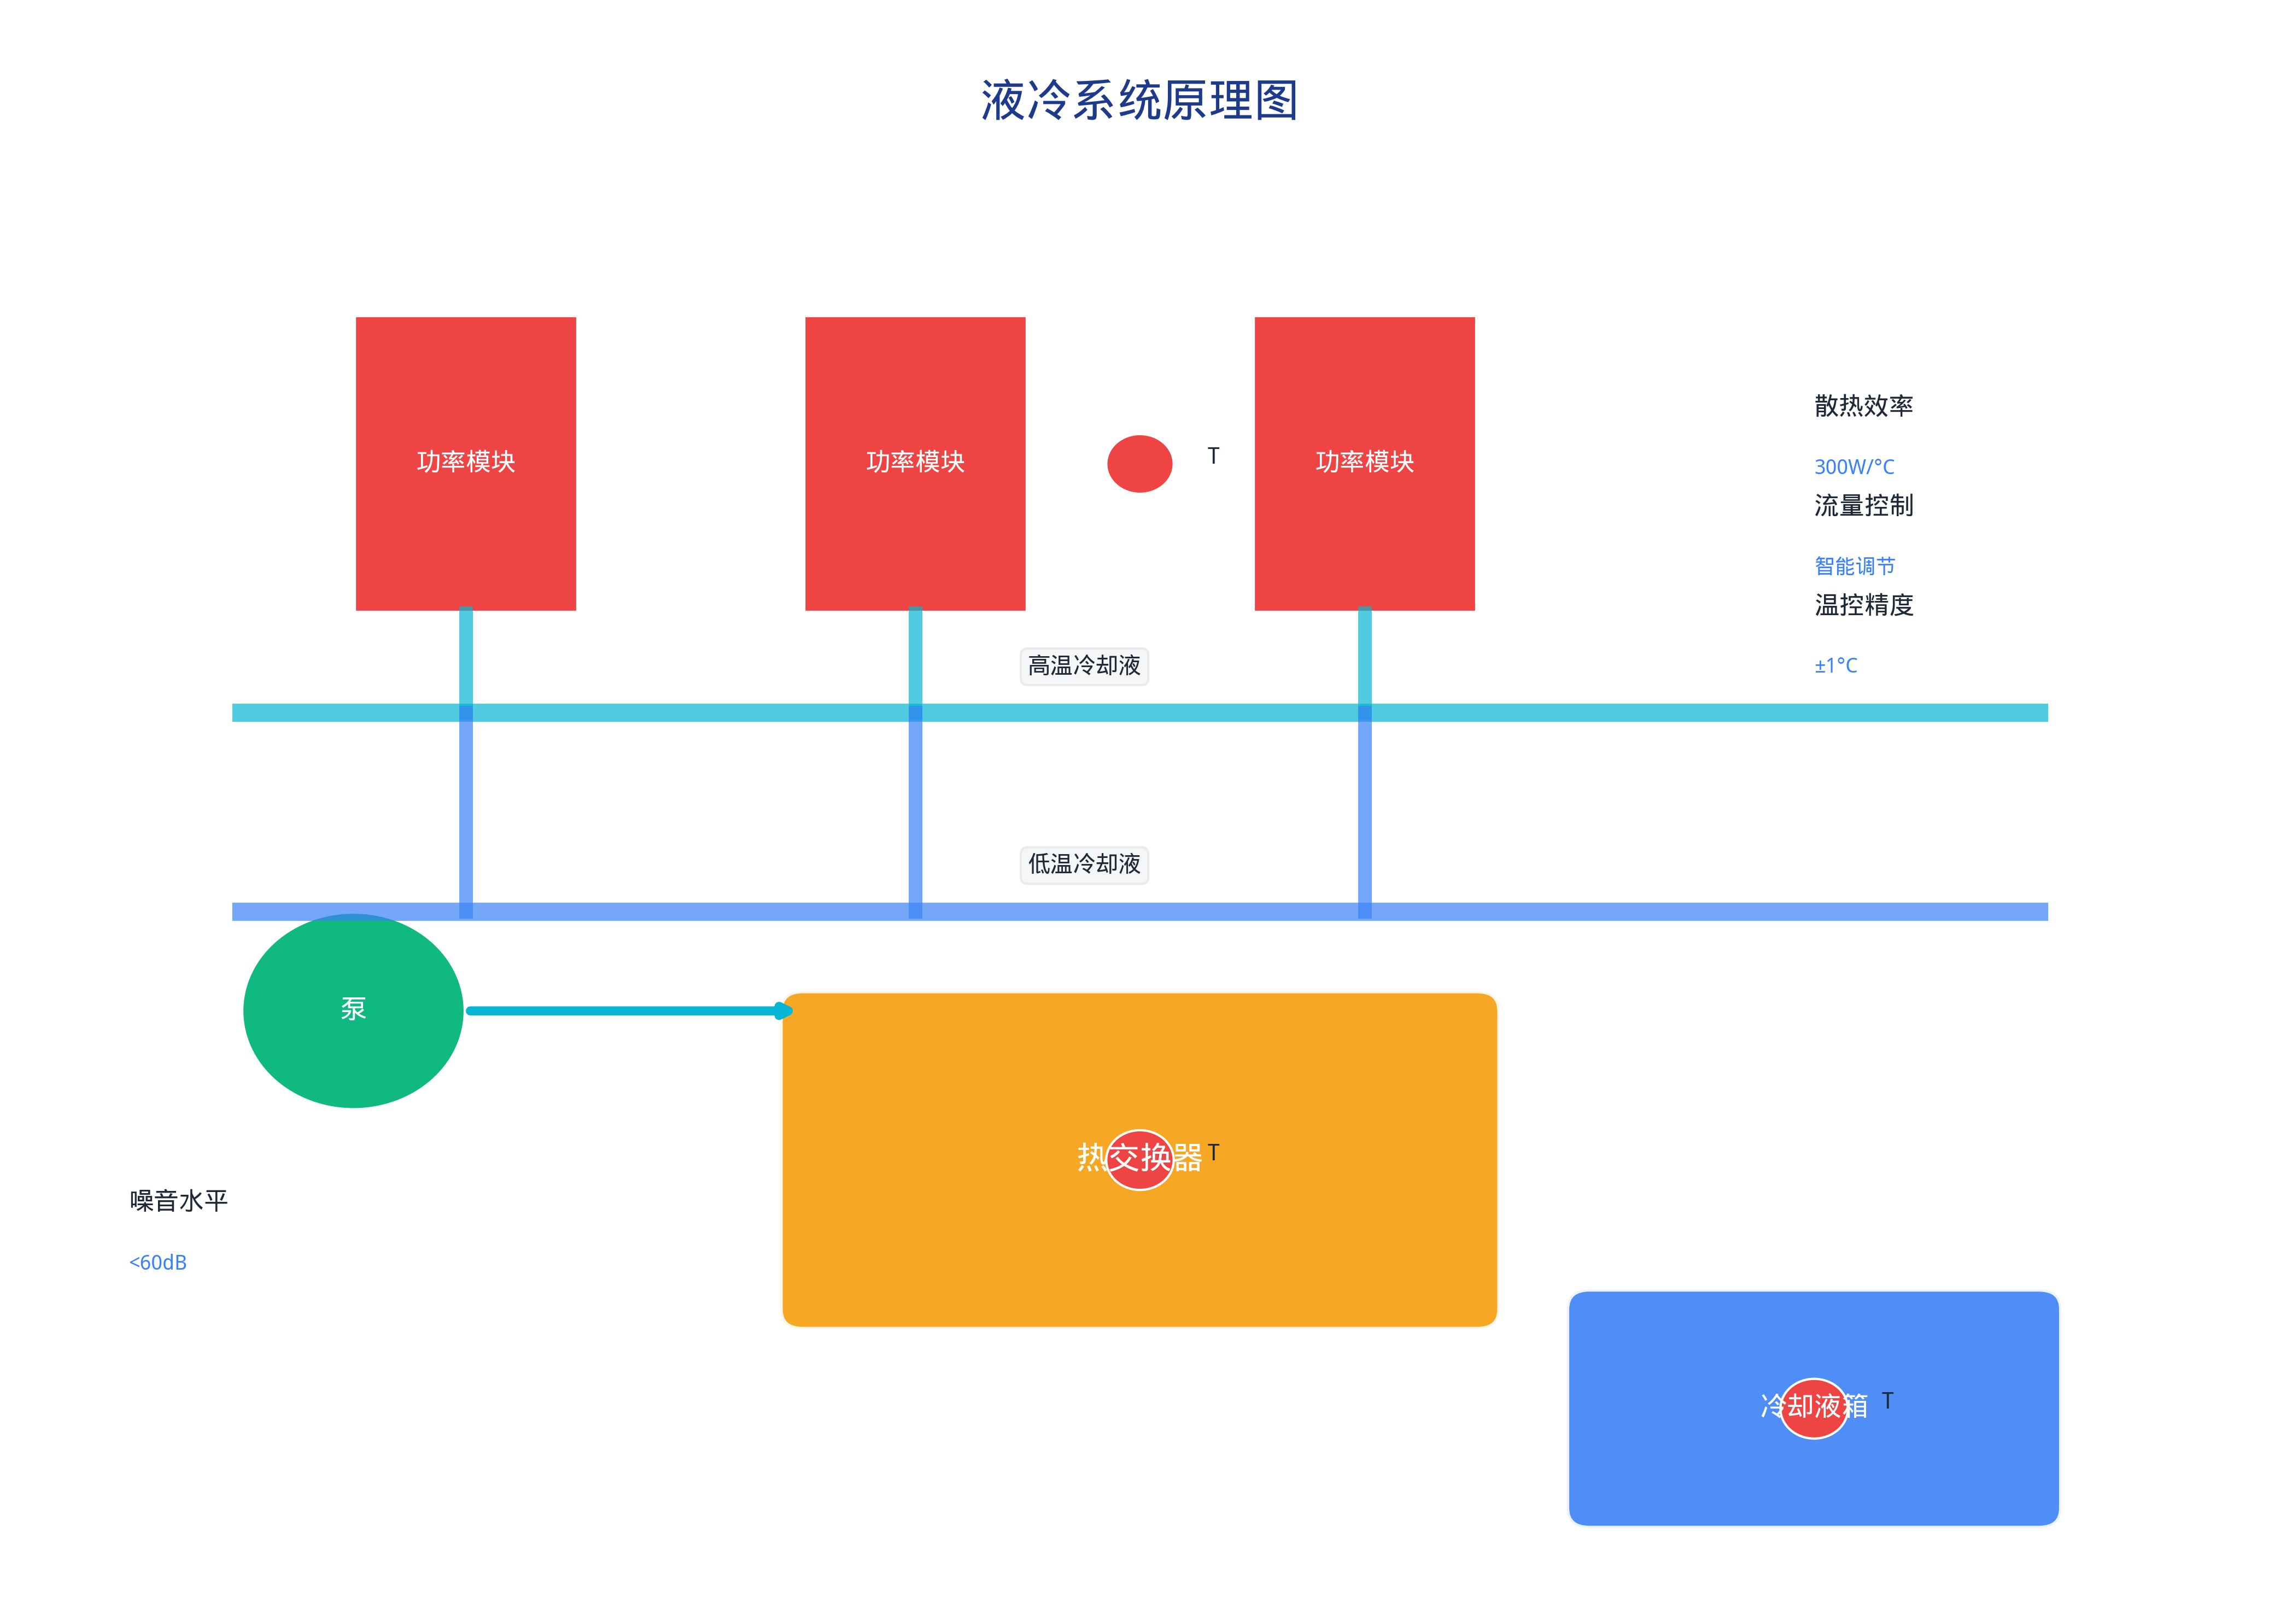 液冷系统原理图
功率模块
功率模块
T
功率模块
散热效率
300W/°C
流量控制
智能调节
温控精度
±1°C
高温冷却液
低温冷却液
泵
热交换器
T
噪音水平
<60dB
冷却液箱
T